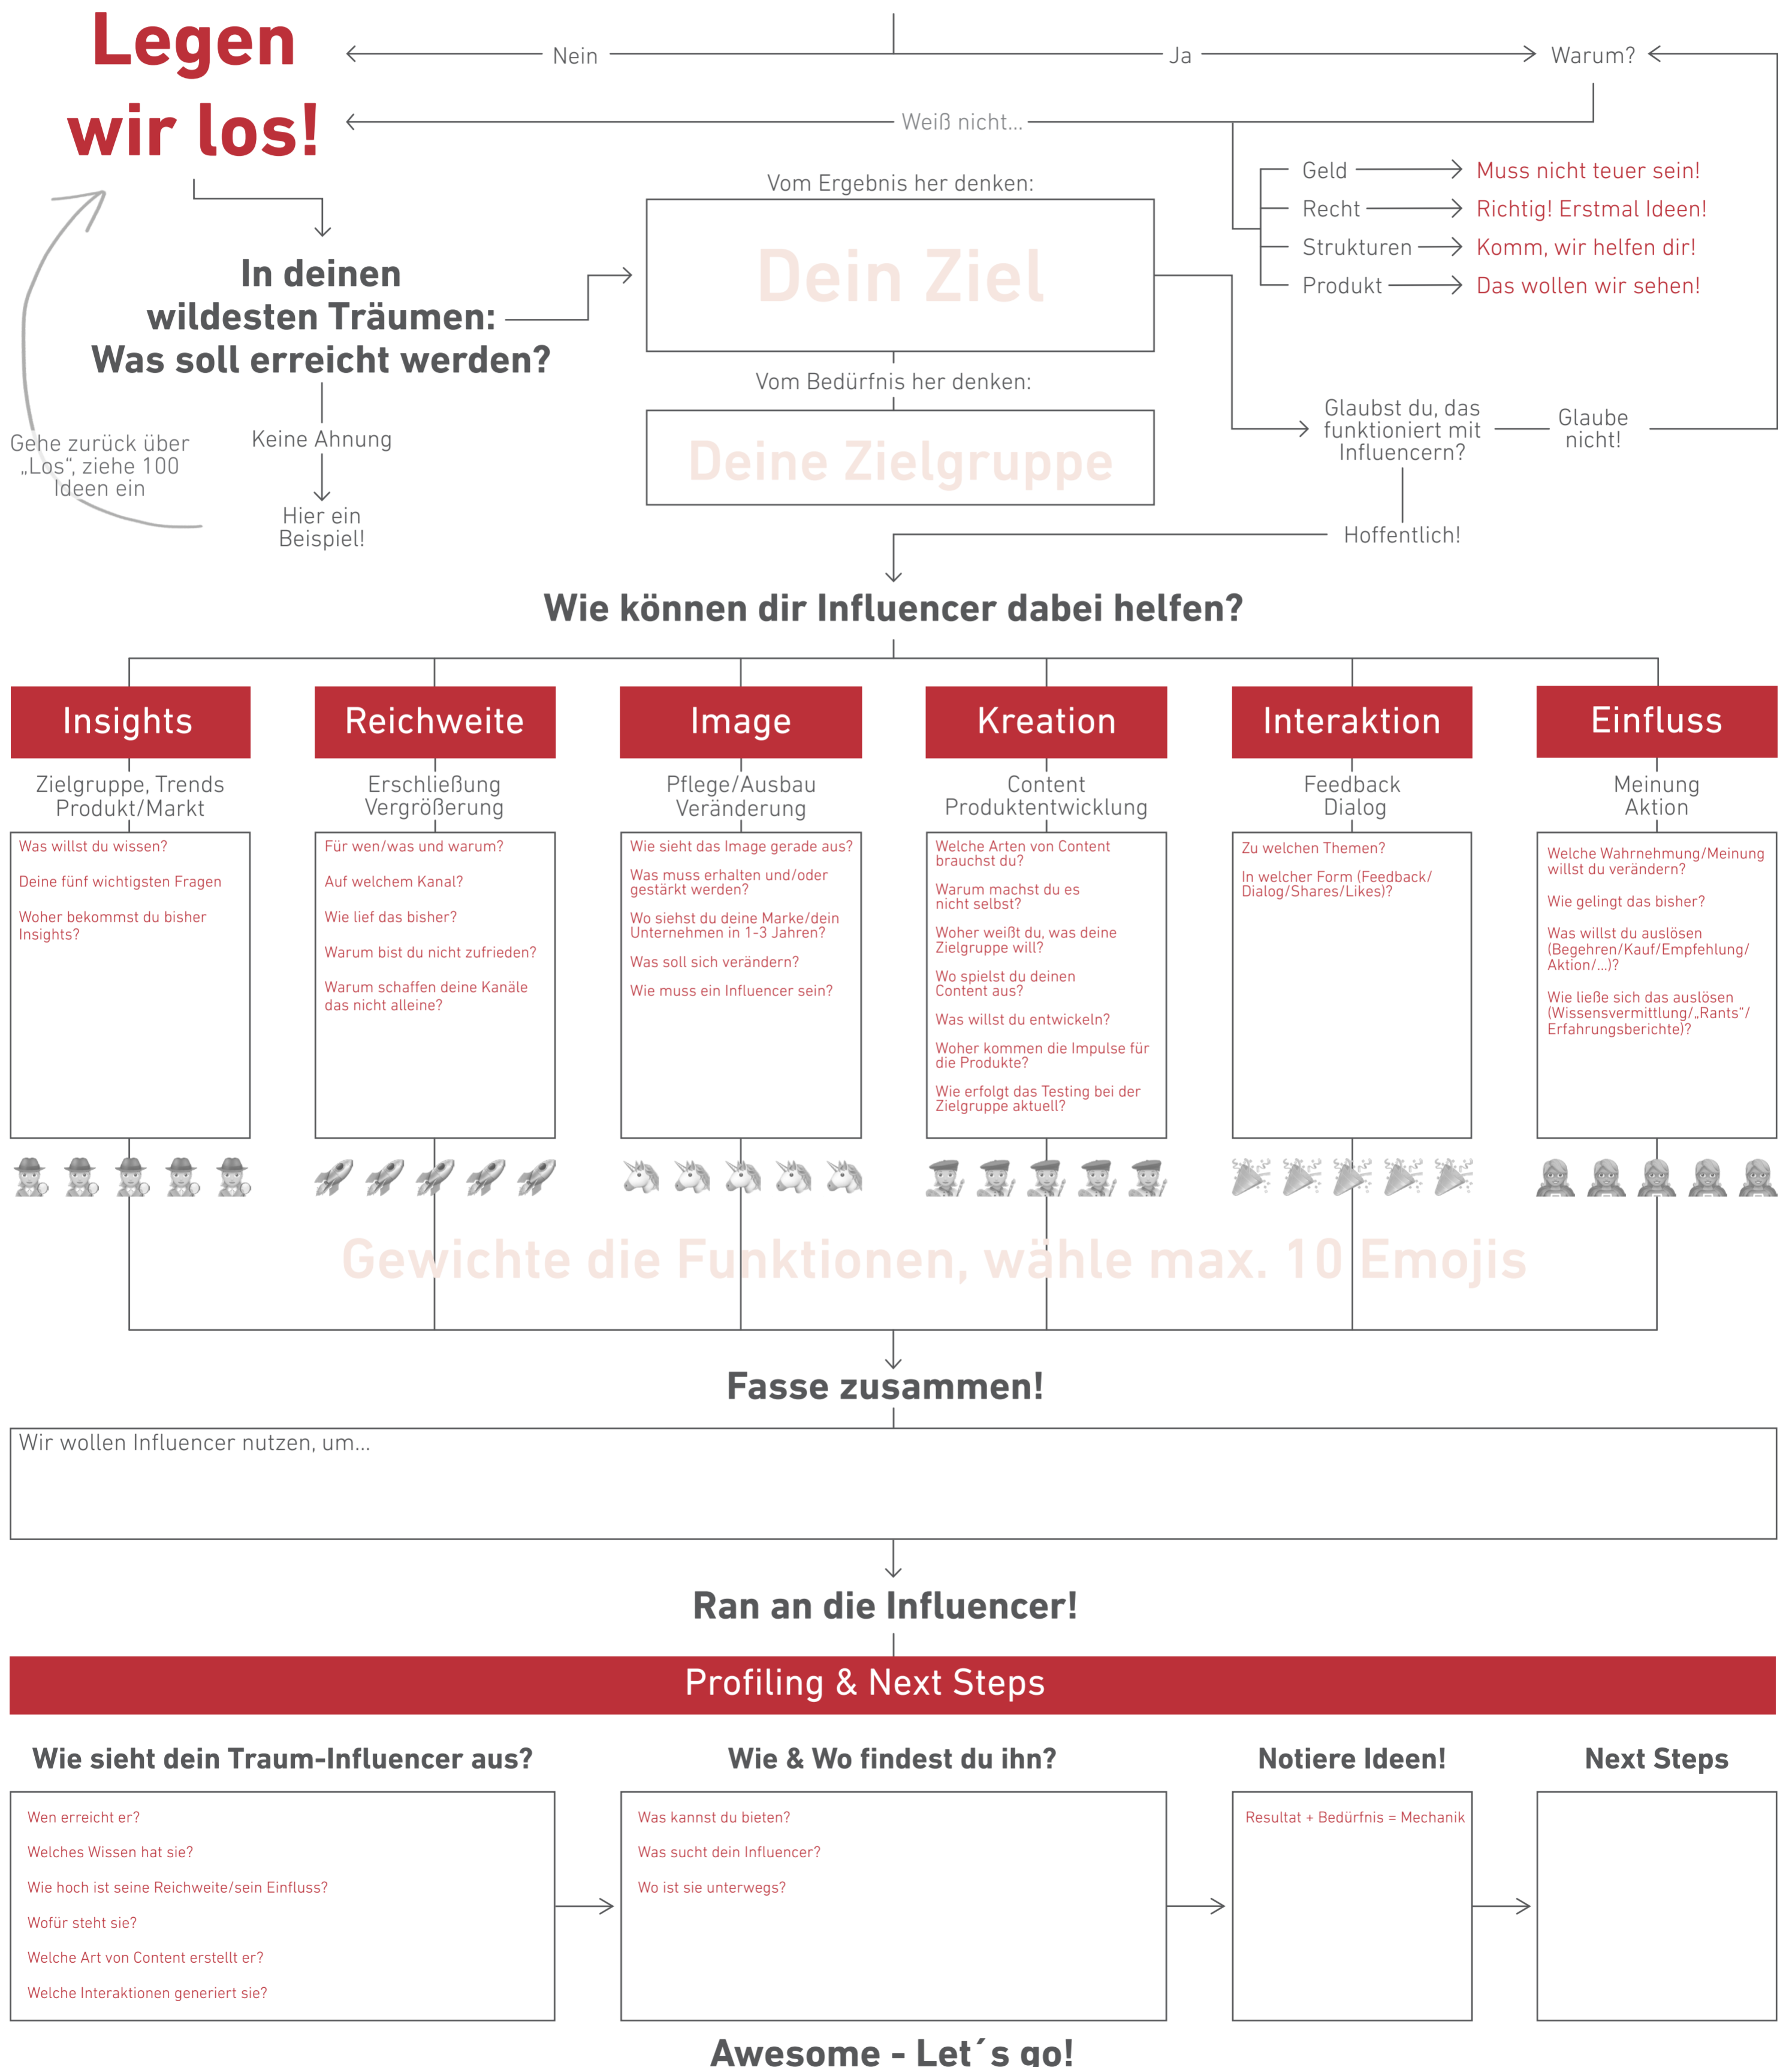 Legen
wir los!
Nein
Ja
Warum?
Weiß nicht...
Geld
Muss nicht teuer sein!
Recht
Richtig! Erstmal Ideen!
Strukturen
Komm, wir helfen dir!
Produkt
Das wollen wir sehen!
In deinen
wildesten Träumen:
Was soll erreicht werden?
Vom Ergebnis her denken:
Dein Ziel
Vom Bedürfnis her denken:
Deine Zielgruppe
Gehe zurück über
„Los“, ziehe 100
Ideen ein
Keine Ahnung
Hier ein
Beispiel!
Glaubst du, das
funktioniert mit
Influencern?
Glaube
nicht!
Hoffentlich!
Wie können dir Influencer dabei helfen?
Insights
Zielgruppe, Trends
Produkt/Markt
Was willst du wissen?
Deine fünf wichtigsten Fragen
Woher bekommst du bisher
Insights?
Reichweite
Erschließung
Vergrößerung
Für wen/was und warum?
Auf welchem Kanal?
Wie lief das bisher?
Warum bist du nicht zufrieden?
Warum schaffen deine Kanäle
das nicht alleine?
Image
Pflege/Ausbau
Veränderung
Wie sieht das Image gerade aus?
Was muss erhalten und/oder
gestärkt werden?
Wo siehst du deine Marke/dein
Unternehmen in 1-3 Jahren?
Was soll sich verändern?
Wie muss ein Influencer sein?
Kreation
Content
Produktentwicklung
Welche Arten von Content
brauchst du?
Warum machst du es
nicht selbst?
Woher weißt du, was deine
Zielgruppe will?
Wo spielst du deinen
Content aus?
Was willst du entwickeln?
Woher kommen die Impulse für
die Produkte?
Wie erfolgt das Testing bei der
Zielgruppe aktuell?
Interaktion
Feedback
Dialog
Zu welchen Themen?
In welcher Form (Feedback/
Dialog/Shares/Likes)?
Einfluss
Meinung
Aktion
Welche Wahrnehmung/Meinung
willst du verändern?
Wie gelingt das bisher?
Was willst du auslösen
(Begehren/Kauf/Empfehlung/
Aktion/...)?
Wie ließe sich das auslösen
(Wissensvermittlung/„Rants“/
Erfahrungsberichte)?
Gewichte die Funktionen, wähle max. 10 Emojis
Fasse zusammen!
Wir wollen Influencer nutzen, um...
Ran an die Influencer!
Profiling & Next Steps
Wie sieht dein Traum-Influencer aus?
Wen erreicht er?
Welches Wissen hat sie?
Wie hoch ist seine Reichweite/sein Einfluss?
Wofür steht sie?
Welche Art von Content erstellt er?
Welche Interaktionen generiert sie?
Wie & Wo findest du ihn?
Was kannst du bieten?
Was sucht dein Influencer?
Wo ist sie unterwegs?
Notiere Ideen!
Resultat + Bedürfnis = Mechanik
Next Steps
Awesome - Let´s go!